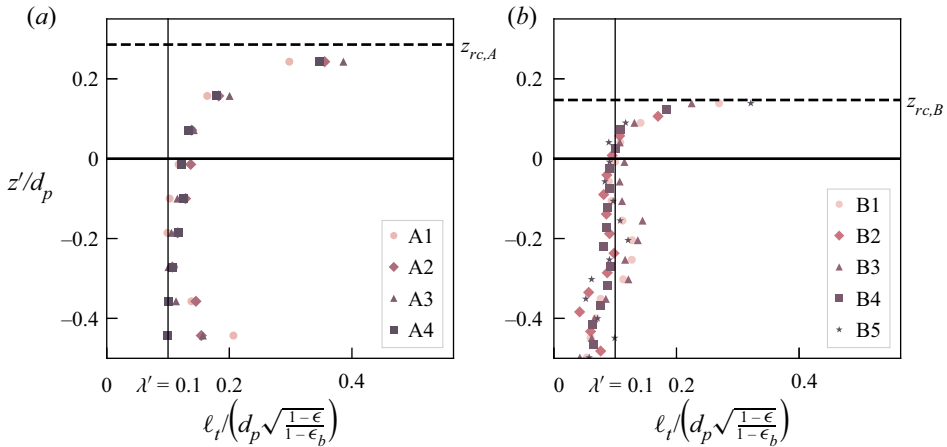 (a)
z_{rc,A}
0.2
0
z′/d_p
−0.2
−0.4
A1
A2
A3
A4
0
λ′ = 0.1
0.2
0.4
ℓ_t/(d_p √((1 − ϵ)/(1 − ϵ_b)))
(b)
z_{rc,B}
0.2
0
−0.2
−0.4
B1
B2
B3
B4
B5
0
λ′ = 0.1
0.2
0.4
ℓ_t/(d_p √((1 − ϵ)/(1 − ϵ_b)))